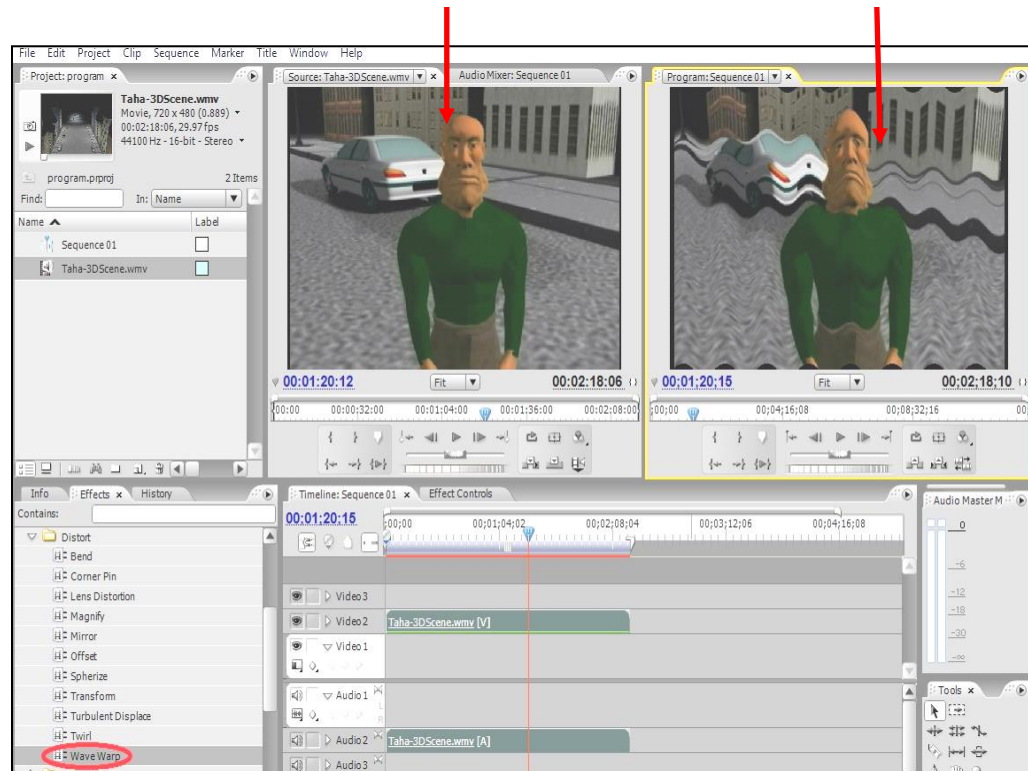 File Edit Project Clip Sequence Marker Title Window Help
Project: program x
Taha-3DScene.wmv
Movie, 720 x 480 (0.889)
00:02:18:06, 29.97 fps
44100 Hz - 16-bit - Stereo
program.prproj 2 Items
Find: In: Name
Name Label
Sequence 01
Taha-3DScene.wmv
Source: Taha-3DScene.wmv x Audio Mixer: Sequence 01
00:01:20:12 Fit 00:02:18:06
00:00 00:00:32:00 00:01:04:00 00:01:36:00 00:02:08:00
Program: Sequence 01 x
00;01;20;15 Fit 00;02;18;10
;00;00 00;04;16;08 00;08;32;16 00;
Info Effects x History
Contains:
Distort
Bend
Corner Pin
Lens Distortion
Magnify
Mirror
Offset
Spherize
Transform
Turbulent Displace
Twirl
Wave Warp
Timeline: Sequence 01 x Effect Controls
00;01;20;15 ;00;00 00;01;04;02 00;02;08;04 00;03;12;06 00;04;16;08
Video 3
Video 2 Taha-3DScene.wmv [V]
Video 1
Audio 1
L
R
Audio 2 Taha-3DScene.wmv [A]
Audio 3
Audio Master M
0
-6
-12
-18
-30
-∞
Tools x